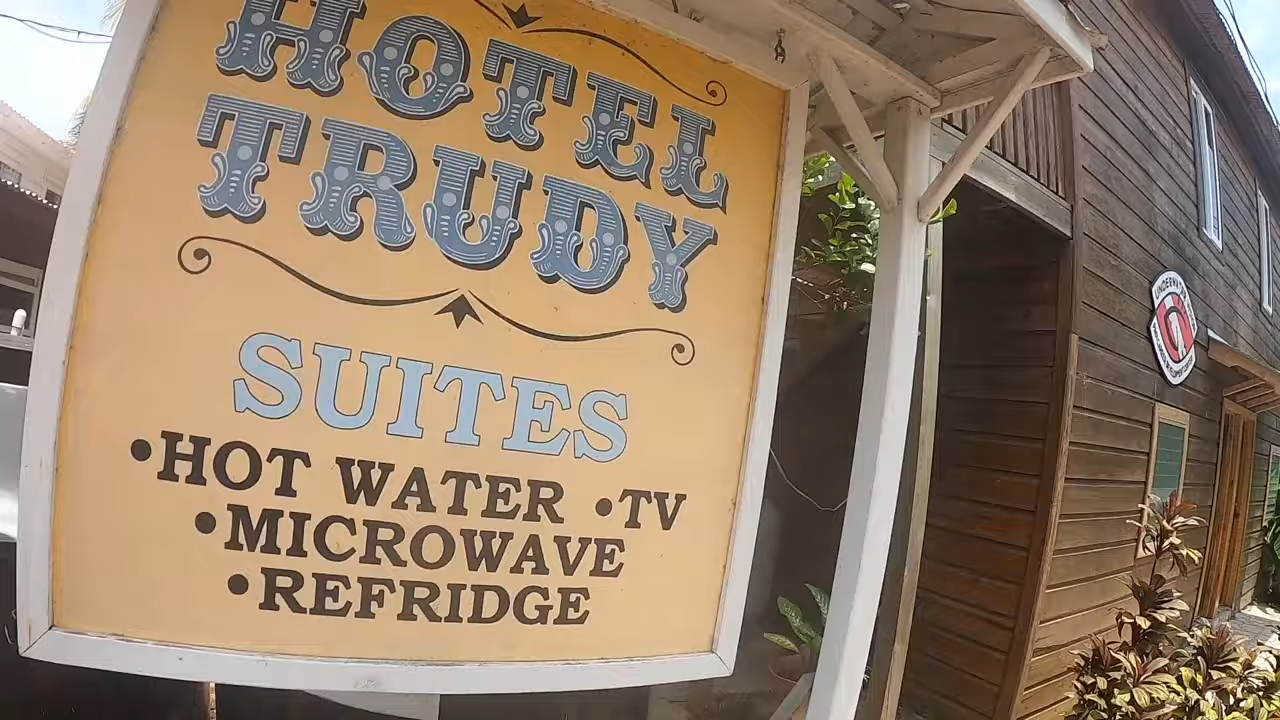 HOTEL
TRUDY
SUITES
•HOT WATER •TV
•MICROWAVE
•REFRIDGE